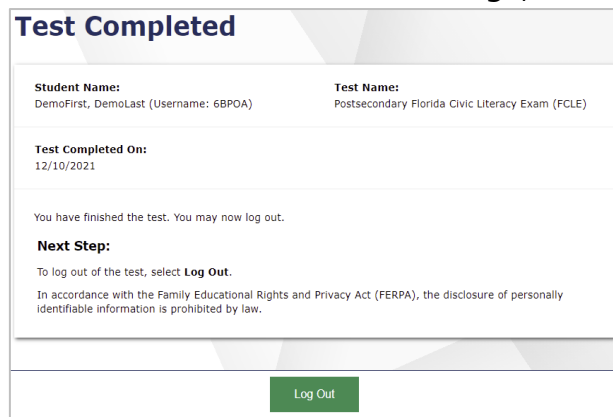 Test Completed
Student Name:
DemoFirst, DemoLast (Username: 6BPOA)
Test Name:
Postsecondary Florida Civic Literacy Exam (FCLE)
Test Completed On:
12/10/2021
You have finished the test. You may now log out.
Next Step:
To log out of the test, select Log Out.
In accordance with the Family Educational Rights and Privacy Act (FERPA), the disclosure of personally
identifiable information is prohibited by law.
Log Out